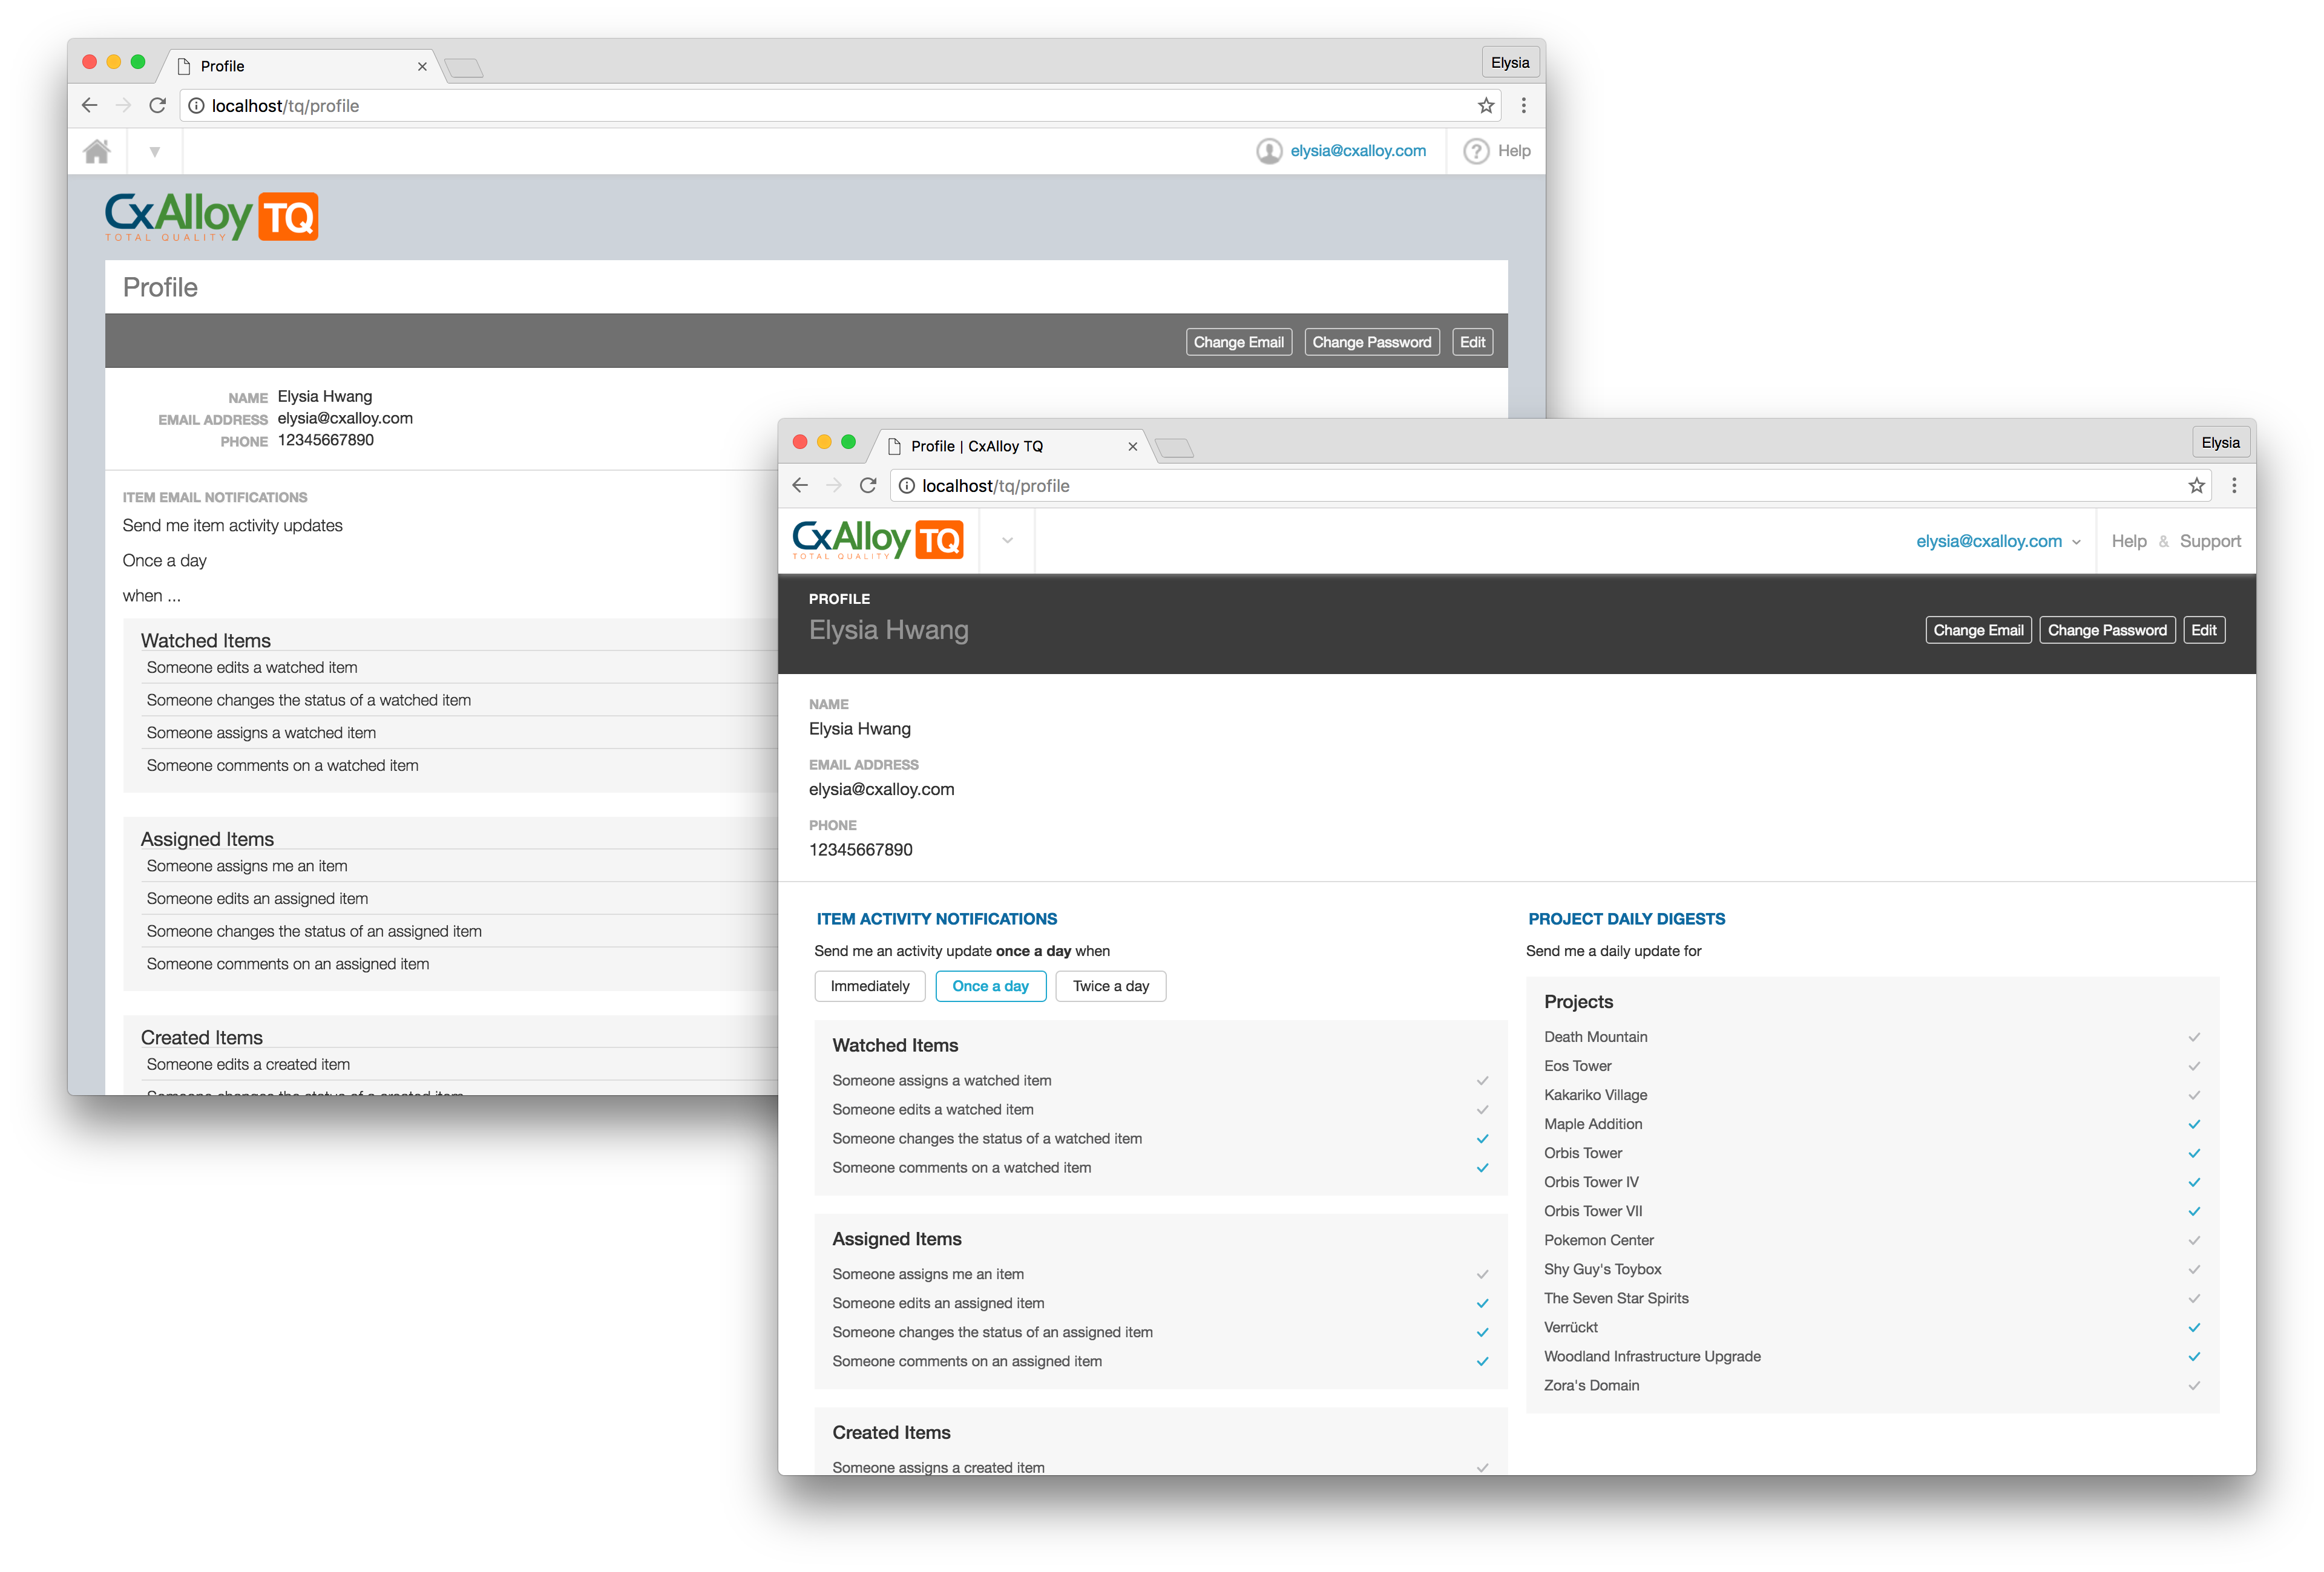 Profile
Elysia
localhost/tq/profile
elysia@cxalloy.com
? Help
CxAlloy TQ
TOTAL QUALITY
Profile
Change Email Change Password Edit
NAME Elysia Hwang
EMAIL ADDRESS elysia@cxalloy.com
PHONE 12345667890
ITEM EMAIL NOTIFICATIONS
Send me item activity updates
Once a day
when ...
Watched Items
Someone edits a watched item
Someone changes the status of a watched item
Someone assigns a watched item
Someone comments on a watched item
Assigned Items
Someone assigns me an item
Someone edits an assigned item
Someone changes the status of an assigned item
Someone comments on an assigned item
Created Items
Someone edits a created item
Someone changes the status of a created item
Profile | CxAlloy TQ
Elysia
localhost/tq/profile
CxAlloy TQ
TOTAL QUALITY
elysia@cxalloy.com
Help & Support
PROFILE
Elysia Hwang
Change Email Change Password Edit
NAME
Elysia Hwang
EMAIL ADDRESS
elysia@cxalloy.com
PHONE
12345667890
ITEM ACTIVITY NOTIFICATIONS
Send me an activity update once a day when
Immediately Once a day Twice a day
Watched Items
Someone assigns a watched item
Someone edits a watched item
Someone changes the status of a watched item
Someone comments on a watched item
Assigned Items
Someone assigns me an item
Someone edits an assigned item
Someone changes the status of an assigned item
Someone comments on an assigned item
Created Items
Someone assigns a created item
PROJECT DAILY DIGESTS
Send me a daily update for
Projects
Death Mountain
Eos Tower
Kakariko Village
Maple Addition
Orbis Tower
Orbis Tower IV
Orbis Tower VII
Pokemon Center
Shy Guy's Toybox
The Seven Star Spirits
Verrückt
Woodland Infrastructure Upgrade
Zora's Domain